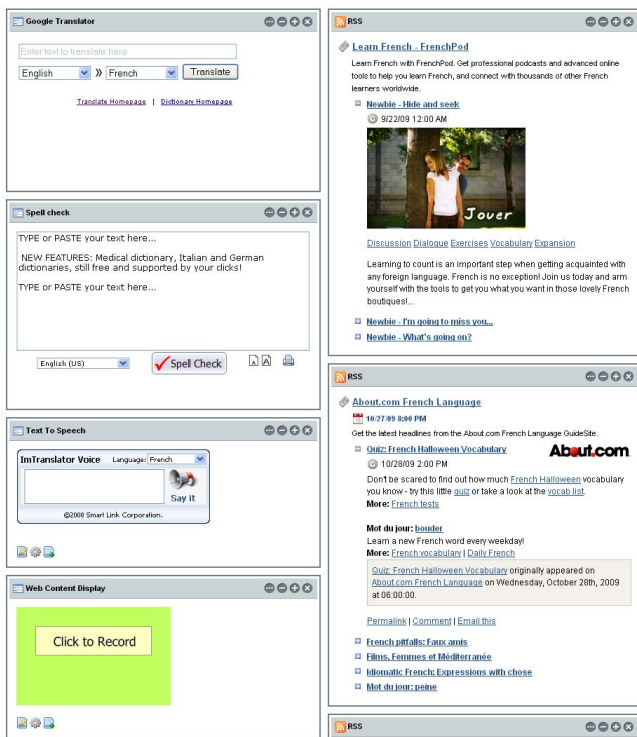 Google Translator
Enter text to translate here
English » French Translate
Translate Homepage | Dictionary Homepage
Spell check
TYPE or PASTE your text here...
NEW FEATURES: Medical dictionary, Italian and German
dictionaries, still free and supported by your clicks!
TYPE or PASTE your text here...
English (US) Spell Check A A
Text To Speech
ImTranslator Voice Language: French
Say it
©2008 Smart Link Corporation.
Web Content Display
Click to Record
RSS
Learn French - FrenchPod
Learn French with FrenchPod. Get professional podcasts and advanced online
tools to help you learn French, and connect with thousands of other French
learners worldwide.
Newbie - Hide and seek
9/22/09 12:00 AM
Jouer
Discussion Dialogue Exercises Vocabulary Expansion
Learning to count is an important step when getting acquainted with
any foreign language. French is no exception! Join us today and arm
yourself with the tools to get you what you want in those lovely French
boutiques!...
Newbie - I'm going to miss you...
Newbie - What's going on?
RSS
About.com French Language
10/27/09 8:00 PM
Get the latest headlines from the About.com French Language GuideSite.
Quiz: French Halloween Vocabulary
About.com
10/28/09 2:00 PM
Don't be scared to find out how much French Halloween vocabulary
you know - try this little quiz or take a look at the vocab list.
More: French tests
Mot du jour: bouder
Learn a new French word every weekday!
More: French vocabulary | Daily French
Quiz: French Halloween Vocabulary originally appeared on
About.com French Language on Wednesday, October 28th, 2009
at 06:00:00.
Permalink | Comment | Email this
French pitfalls: Faux amis
Films, Femmes et Méditerranée
Idiomatic French: Expressions with chose
Mot du jour: peine
RSS